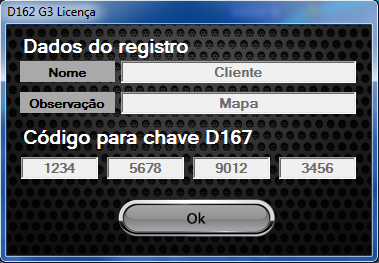 D162 G3 Licença
Dados do registro
Nome Cliente
Observação Mapa
Código para chave D167
1234 5678 9012 3456
Ok